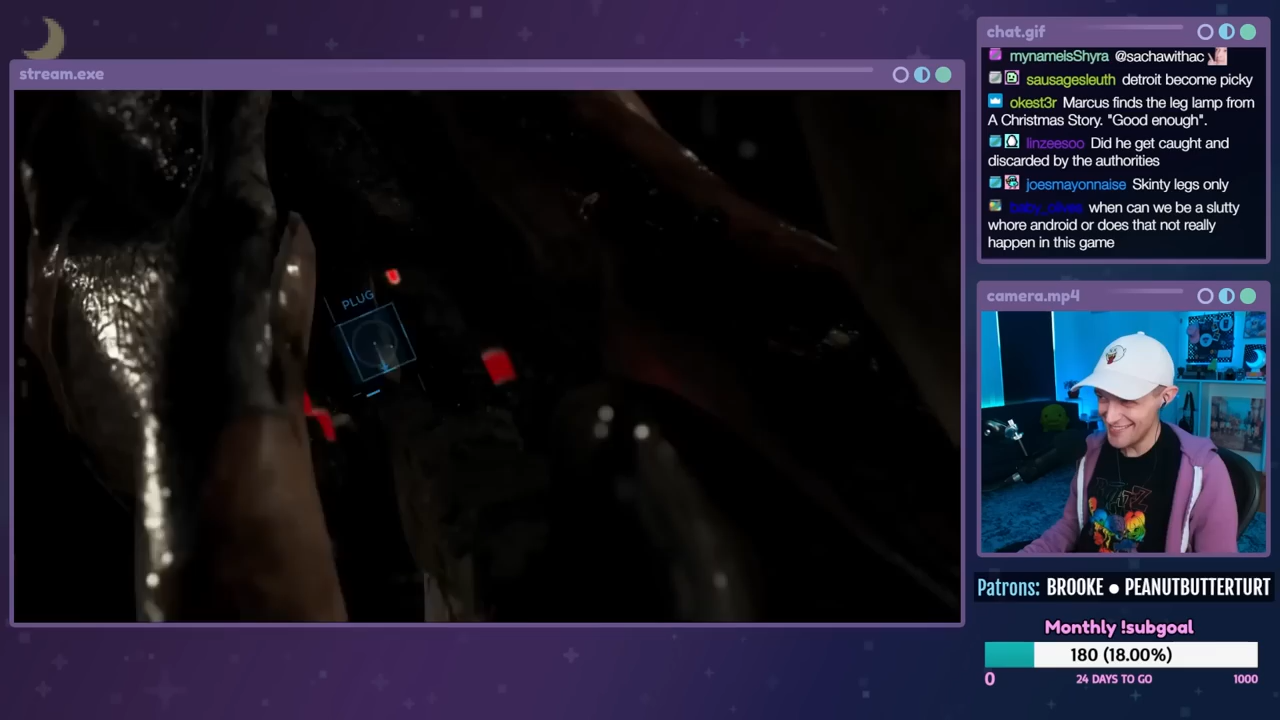 stream.exe
PLUG
chat.gif
mynameisShyra @sachawithac
sausagesleuth detroit become picky
okest3r Marcus finds the leg lamp from
A Christmas Story. "Good enough".
linzeesoo Did he get caught and
discarded by the authorities
joesmayonnaise Skinty legs only
when can we be a slutty
whore android or does that not really
happen in this game
camera.mp4
Patrons: BROOKE ● PEANUTBUTTERTURT
Monthly !subgoal
180 (18.00%)
0 24 DAYS TO GO 1000